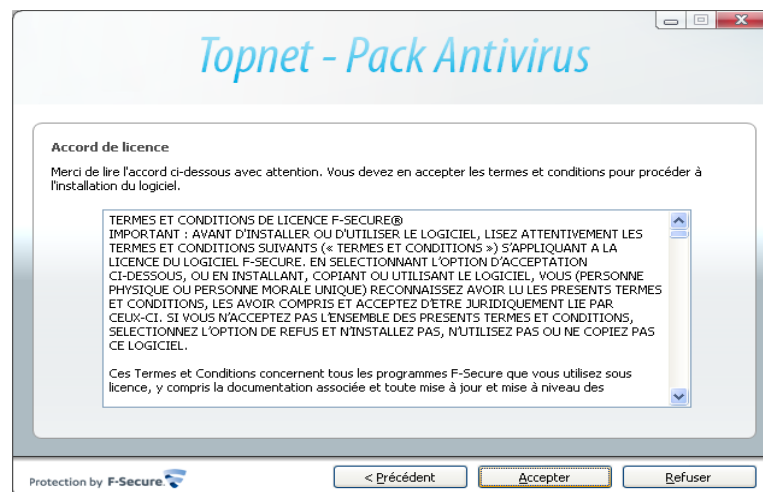 Topnet - Pack Antivirus
Accord de licence
Merci de lire l'accord ci-dessous avec attention. Vous devez en accepter les termes et conditions pour procéder à
l'installation du logiciel.
TERMES ET CONDITIONS DE LICENCE F-SECURE®
IMPORTANT : AVANT D'INSTALLER OU D'UTILISER LE LOGICIEL, LISEZ ATTENTIVEMENT LES
TERMES ET CONDITIONS SUIVANTS (« TERMES ET CONDITIONS ») S'APPLIQUANT A LA
LICENCE DU LOGICIEL F-SECURE. EN SELECTIONNANT L'OPTION D'ACCEPTATION
CI-DESSOUS, OU EN INSTALLANT, COPIANT OU UTILISANT LE LOGICIEL, VOUS (PERSONNE
PHYSIQUE OU PERSONNE MORALE UNIQUE) RECONNAISSEZ AVOIR LU LES PRESENTS TERMES
ET CONDITIONS, LES AVOIR COMPRIS ET ACCEPTEZ D'ETRE JURIDIQUEMENT LIE PAR
CEUX-CI. SI VOUS N'ACCEPTEZ PAS L'ENSEMBLE DES PRESENTS TERMES ET CONDITIONS,
SELECTIONNEZ L'OPTION DE REFUS ET N'INSTALLEZ PAS, N'UTILISEZ PAS OU NE COPIEZ PAS
CE LOGICIEL.
Ces Termes et Conditions concernent tous les programmes F-Secure que vous utilisez sous
licence, y compris la documentation associée et toute mise à jour et mise à niveau des
Protection by F-Secure.
< Précédent
Accepter
Refuser